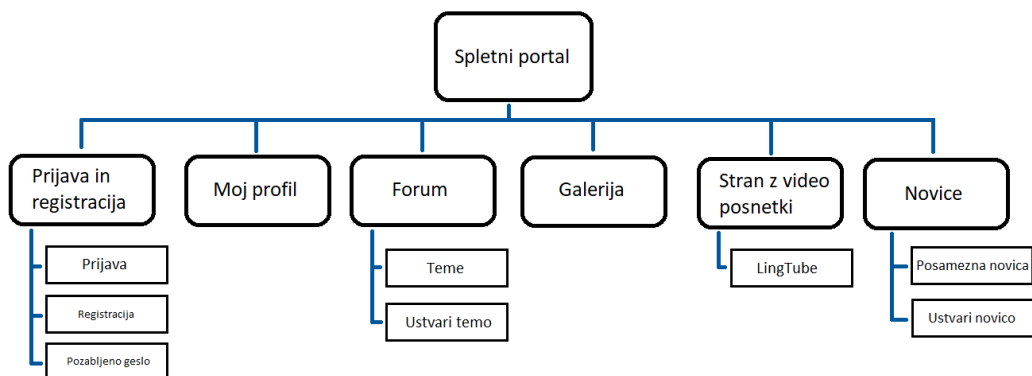 Spletni portal
Prijava in
registracija
Moj profil
Forum
Galerija
Stran z video
posnetki
Novice
Prijava
Registracija
Pozabljeno geslo
Teme
Ustvari temo
LingTube
Posamezna novica
Ustvari novico